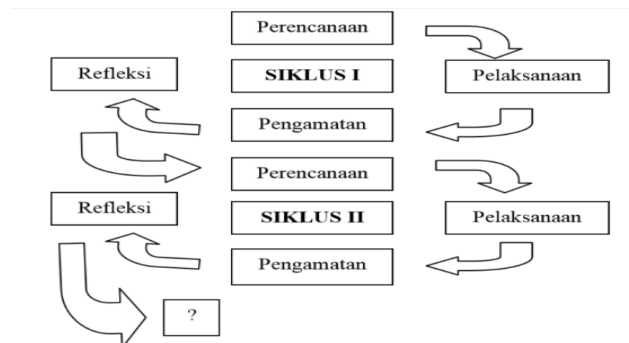 Perencanaan
Refleksi
SIKLUS I
Pelaksanaan
Pengamatan
Perencanaan
Refleksi
SIKLUS II
Pelaksanaan
Pengamatan
?